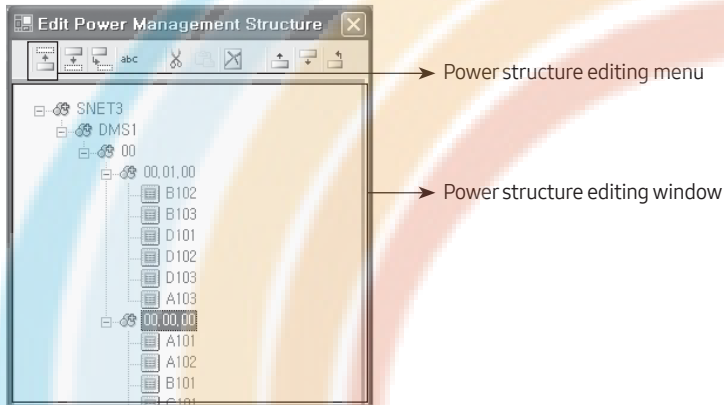 Edit Power Management Structure
abc
Power structure editing menu
SNET3
DMS1
00
00,01,00
B102
B103
Power structure editing window
D101
D102
D103
A103
00,00,00
A101
A102
B101
C101